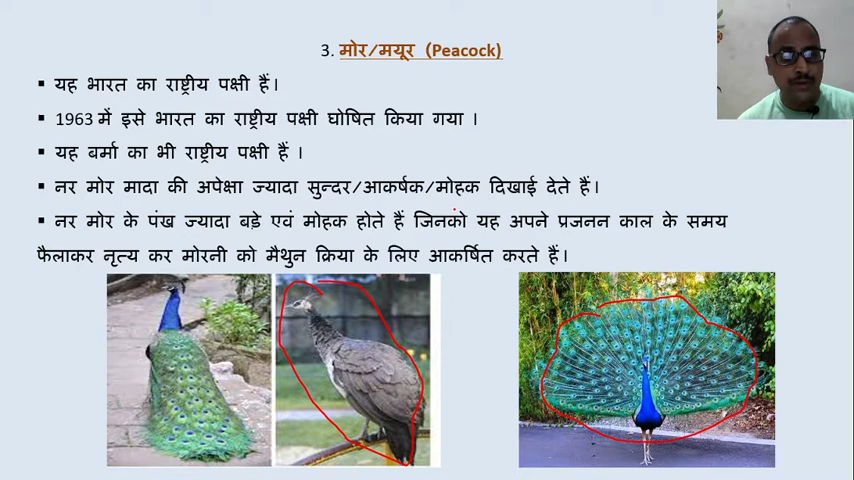 3. मोर/मयूर (Peacock)
▪ यह भारत का राष्ट्रीय पक्षी हैं।
▪ 1963 में इसे भारत का राष्ट्रीय पक्षी घोषित किया गया ।
▪ यह बर्मा का भी राष्ट्रीय पक्षी हैं ।
▪ नर मोर मादा की अपेक्षा ज्यादा सुन्दर/आकर्षक/मोहक दिखाई देते हैं।
▪ नर मोर के पंख ज्यादा बड़े एवं मोहक होते हैं जिनको यह अपने प्रजनन काल के समय
फैलाकर नृत्य कर मोरनी को मैथुन क्रिया के लिए आकर्षित करते हैं।